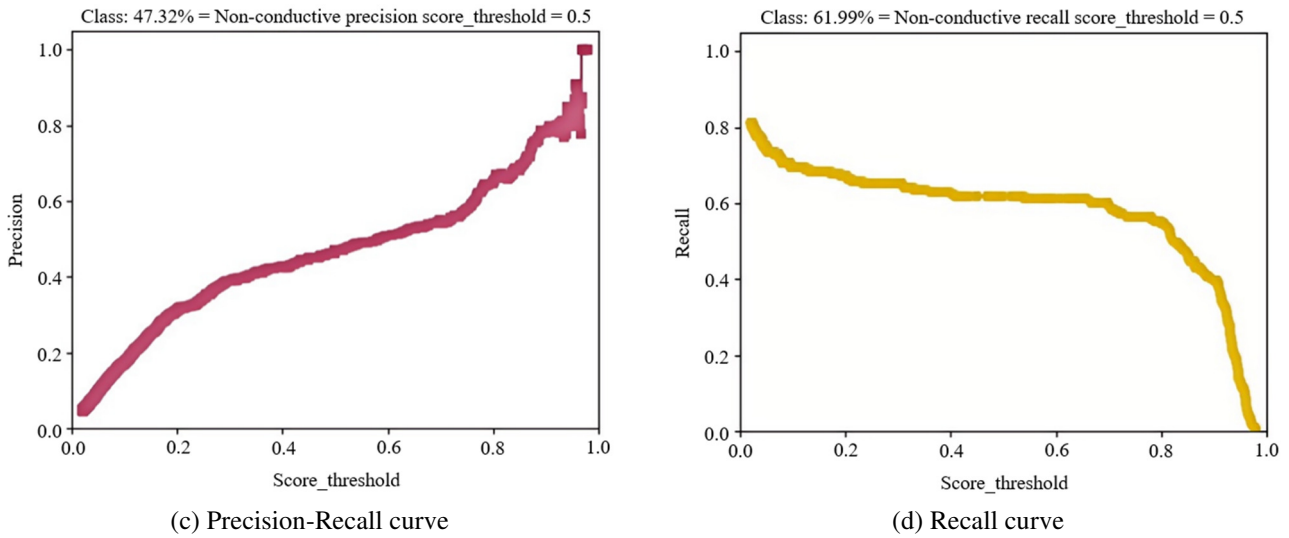 Class: 47.32% = Non-conductive precision score_threshold = 0.5
1.0
0.8
0.6
0.4
0.2
0.0
Precision
0.0 0.2 0.4 0.6 0.8 1.0
Score_threshold
(c) Precision-Recall curve
Class: 61.99% = Non-conductive recall score_threshold = 0.5
1.0
0.8
0.6
0.4
0.2
0.0
Recall
0.0 0.2 0.4 0.6 0.8 1.0
Score_threshold
(d) Recall curve